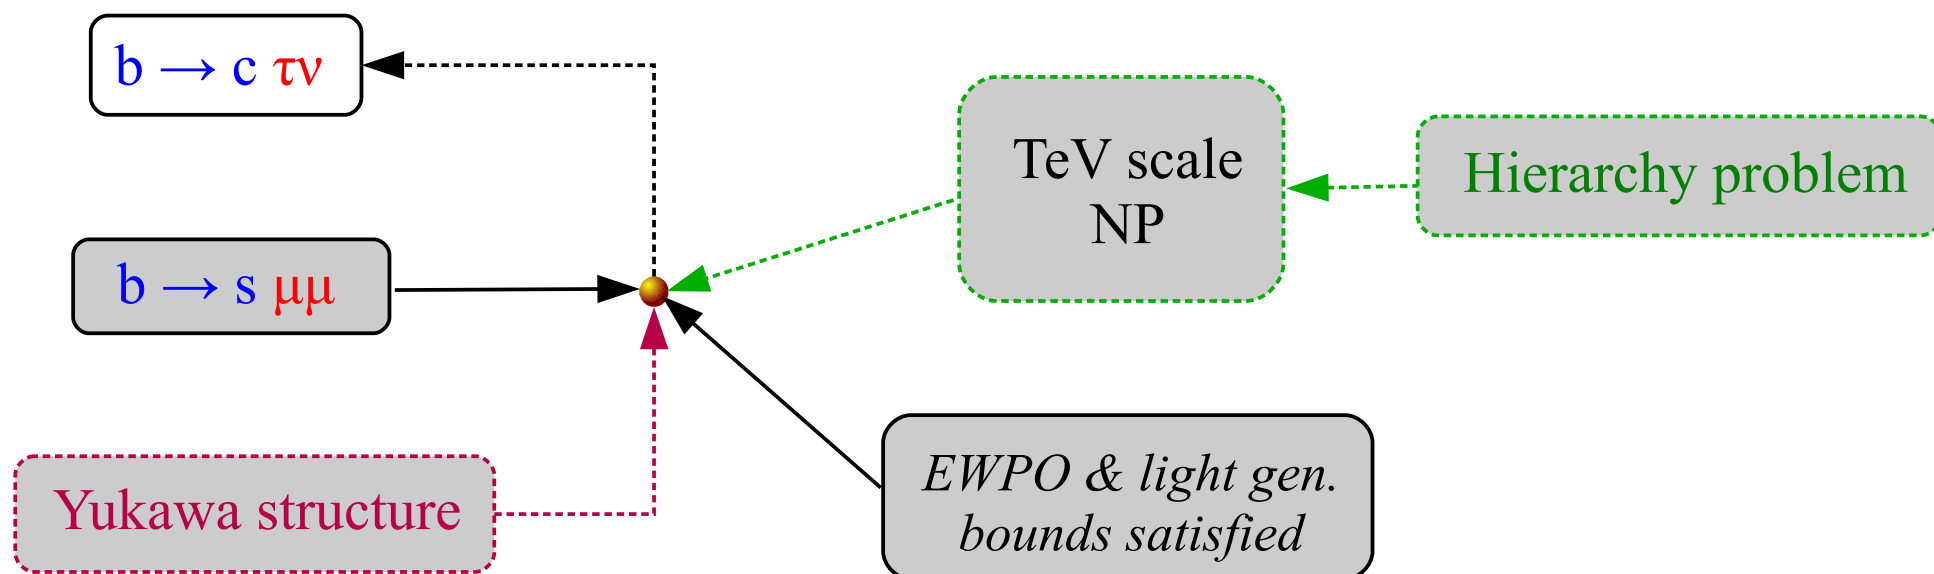 b → c τν
TeV scale
NP
Hierarchy problem
b → s μμ
Yukawa structure
EWPO & light gen.
bounds satisfied